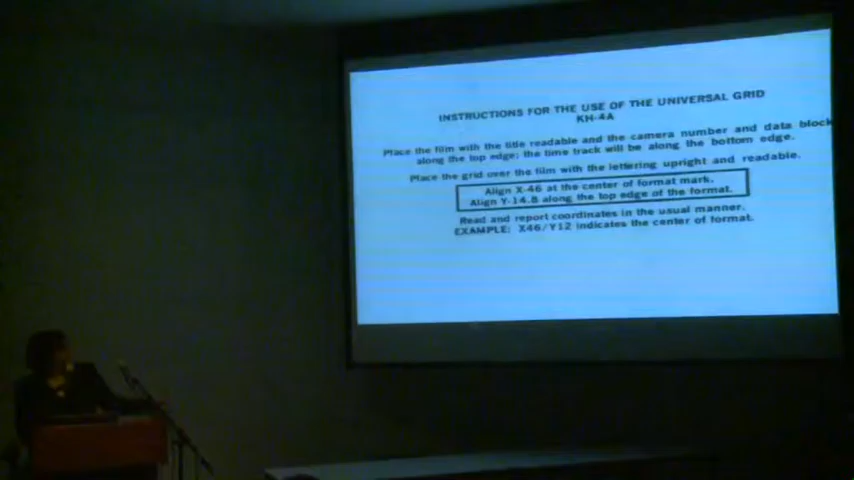 INSTRUCTIONS FOR THE USE OF THE UNIVERSAL GRID
KH-4A
Place the film with the title readable and the camera number and data block
along the top edge; the time track will be along the bottom edge.
Place the grid over the film with the lettering upright and readable.
Align X-46 at the center of format mark.
Align Y-14.8 along the top edge of the format.
Read and report coordinates in the usual manner.
EXAMPLE: X46/Y12 indicates the center of format.